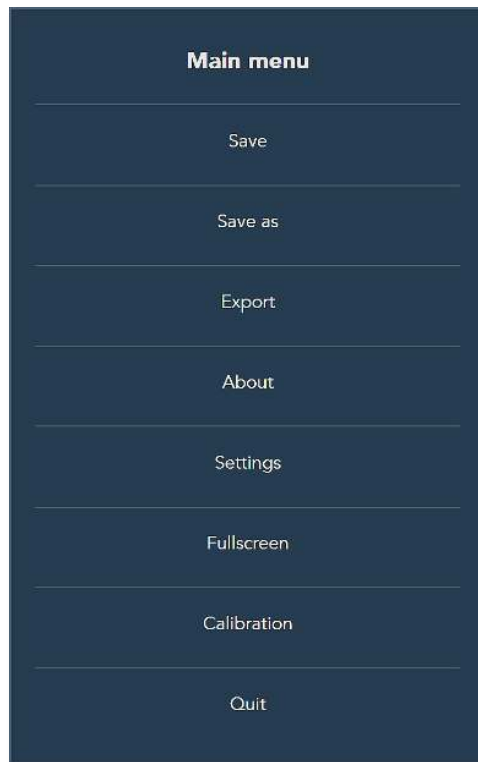 Main menu
Save
Save as
Export
About
Settings
Fullscreen
Calibration
Quit